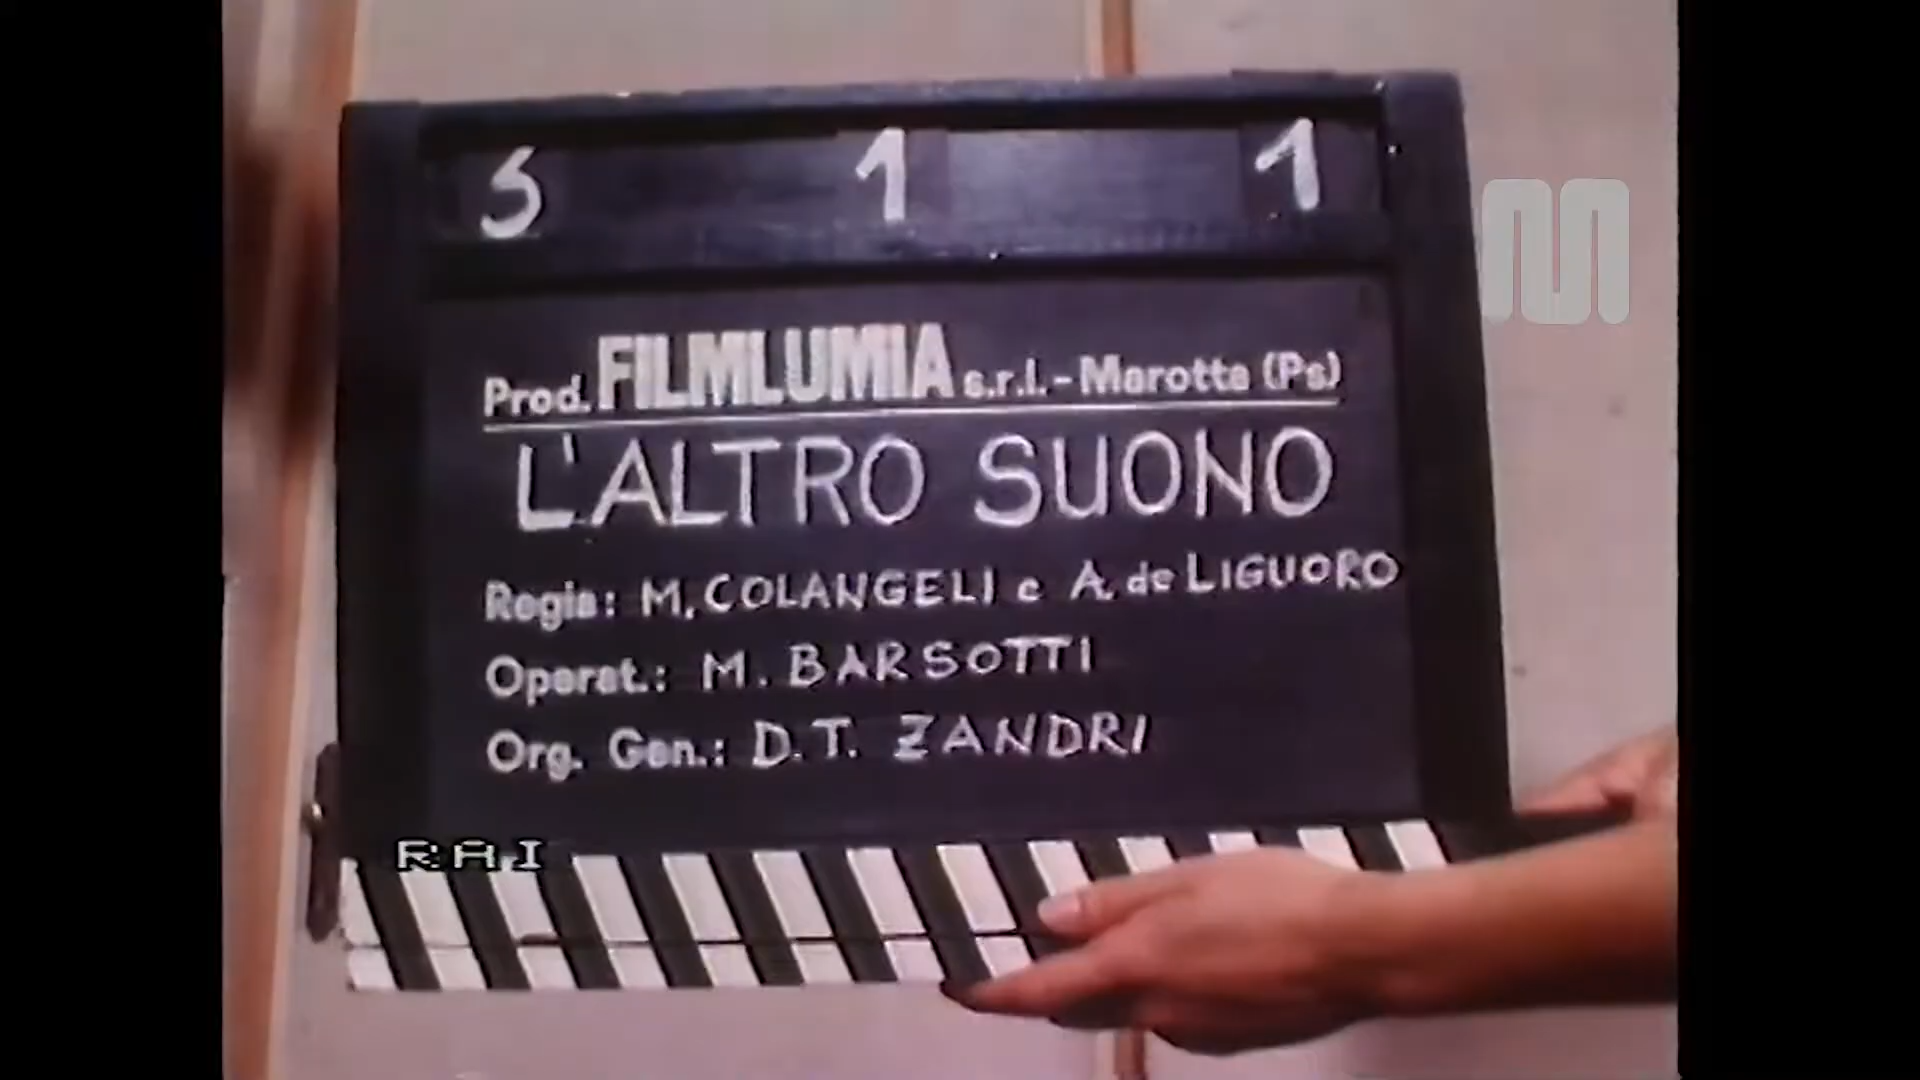 5 1 1
Prod. FILMLUMIA s.r.l. - Marotta (Ps)
L'ALTRO SUONO
Regia: M. COLANGELI e A. de LIGUORO
Operat.: M. BARSOTTI
Org. Gen.: D.T. ZANDRI
RAI